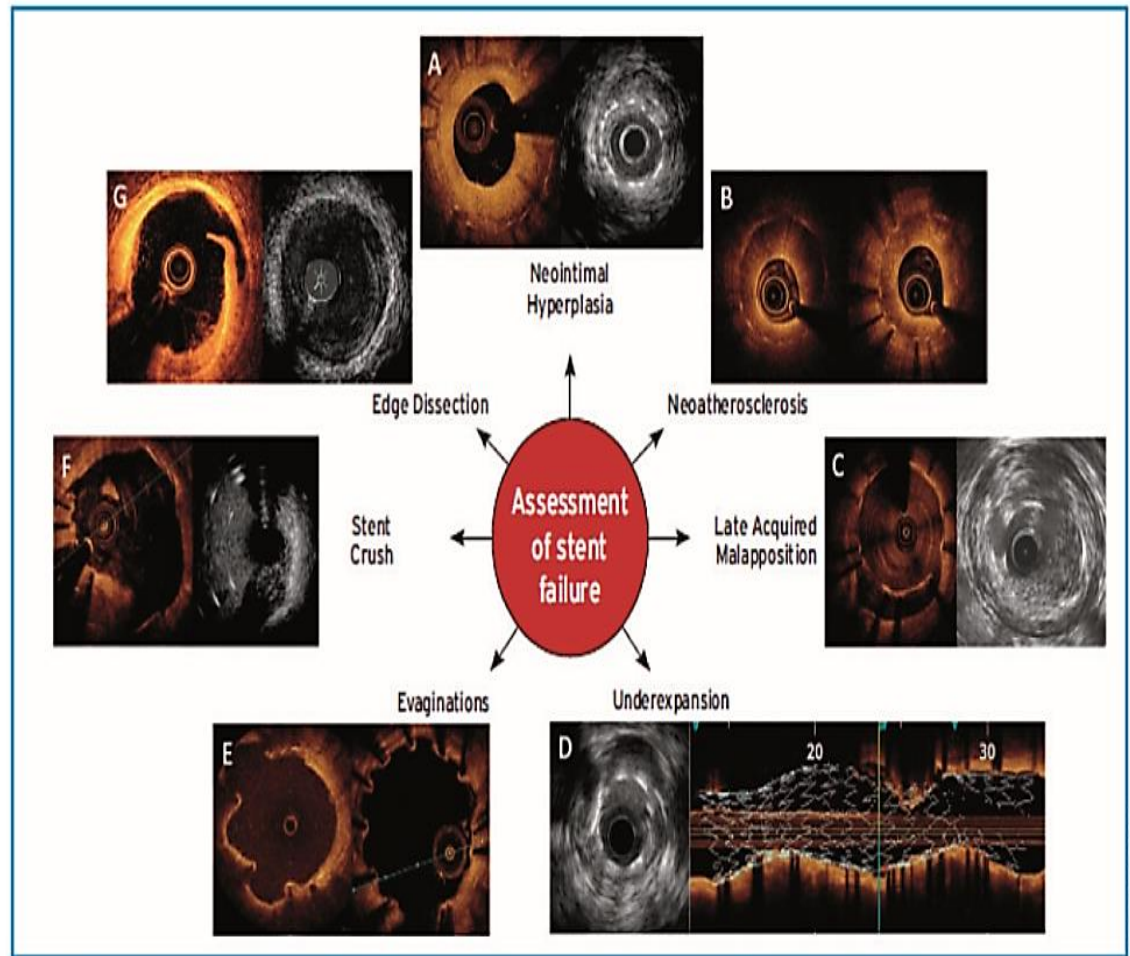 A
Neointimal
Hyperplasia
B
Neoatherosclerosis
C
Late Acquired
Malapposition
D
20
30
Underexpansion
E
Evaginations
F
Stent
Crush
G
Edge Dissection
Assessment
of stent
failure